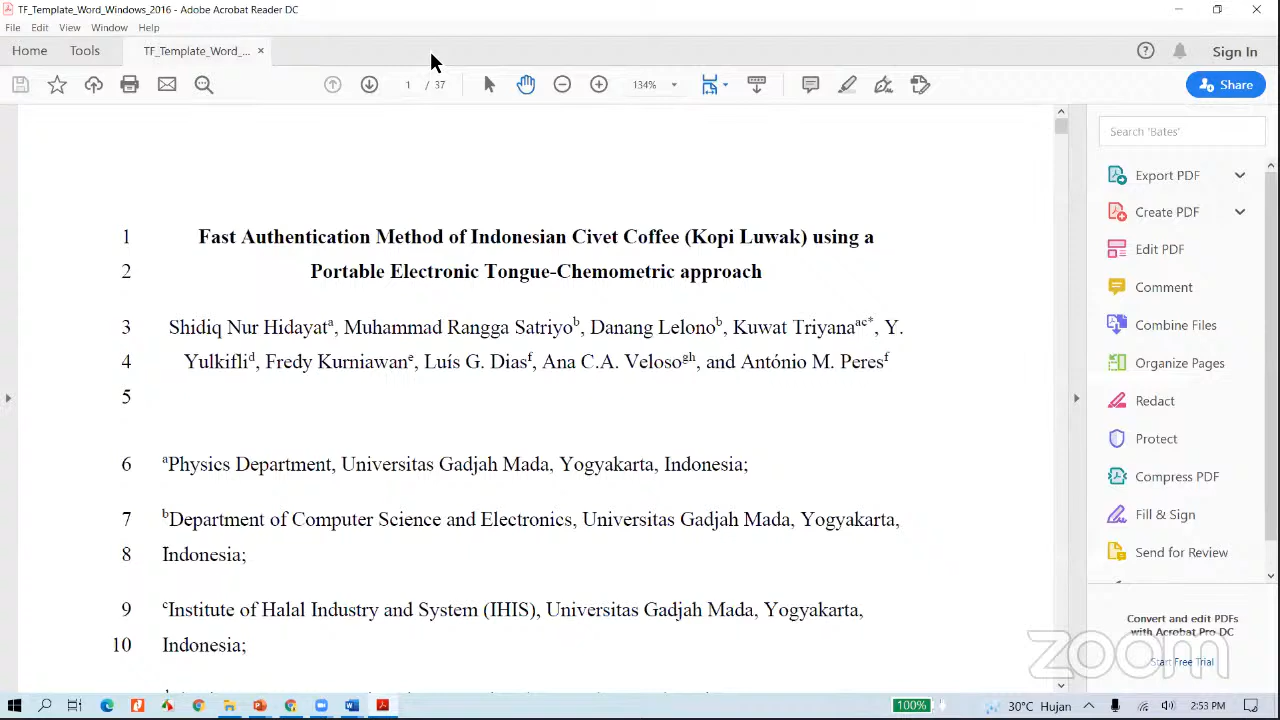 TF_Template_Word_Windows_2016 - Adobe Acrobat Reader DC
File Edit View Window Help
Home Tools TF_Template_Word_... × Sign In
1 / 37 134% Share
Search 'Bates'
Export PDF
Create PDF
Edit PDF
Comment
Combine Files
Organize Pages
Redact
Protect
Compress PDF
Fill & Sign
Send for Review
Convert and edit PDFs
with Acrobat Pro DC
Start Free Trial
1 Fast Authentication Method of Indonesian Civet Coffee (Kopi Luwak) using a
2 Portable Electronic Tongue-Chemometric approach
3 Shidiq Nur Hidayatᵃ, Muhammad Rangga Satriyoᵇ, Danang Lelonoᵇ, Kuwat Triyanaᵃᶜ*, Y.
4 Yulkifliᵈ, Fredy Kurniawanᵉ, Luís G. Diasᶠ, Ana C.A. Velosoᵍʰ, and António M. Peresᶠ
5
6 ᵃPhysics Department, Universitas Gadjah Mada, Yogyakarta, Indonesia;
7 ᵇDepartment of Computer Science and Electronics, Universitas Gadjah Mada, Yogyakarta,
8 Indonesia;
9 ᶜInstitute of Halal Industry and System (IHIS), Universitas Gadjah Mada, Yogyakarta,
10 Indonesia;
zoom
100% 30°C Hujan 2:53 PM